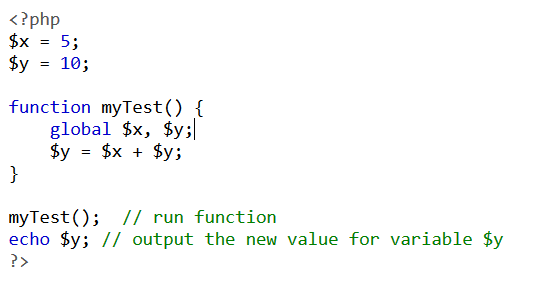 <?php
$x = 5;
$y = 10;

function myTest() {
    global $x, $y;
    $y = $x + $y;
}

myTest();  // run function
echo $y; // output the new value for variable $y
?>